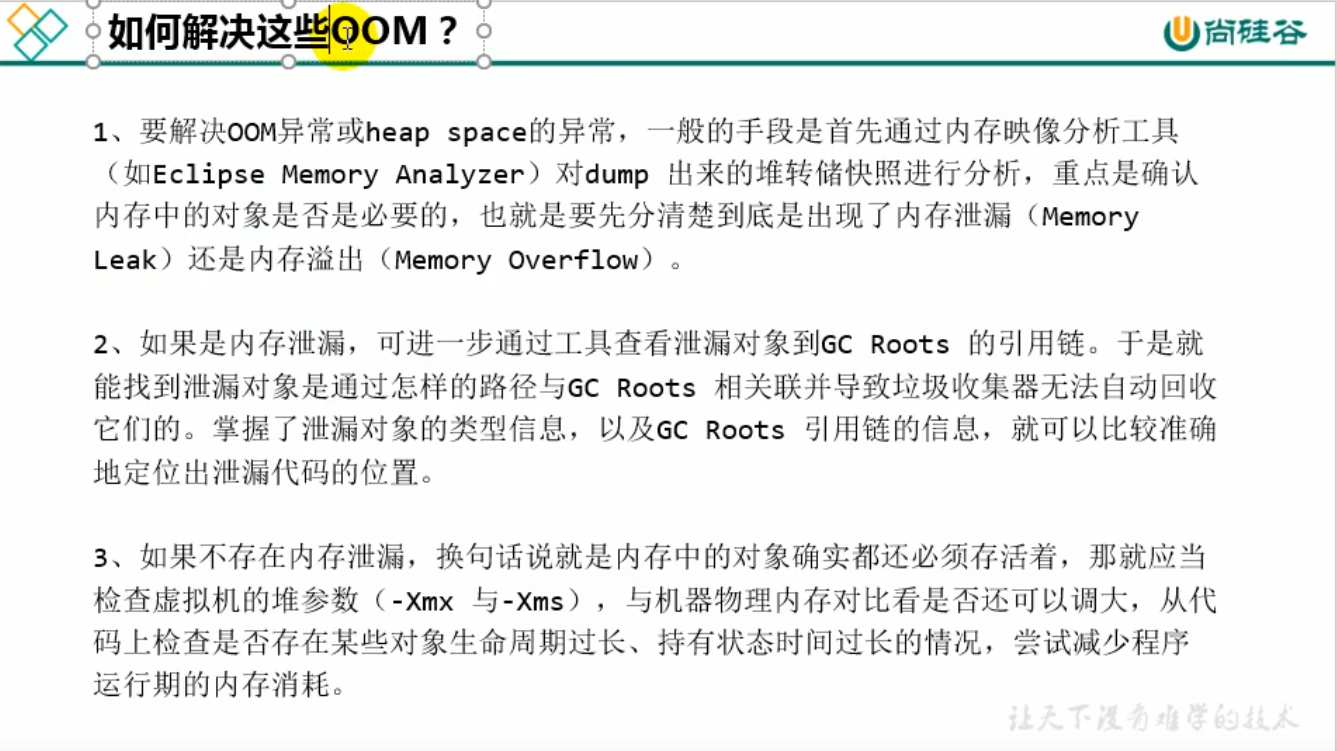 如何解决这些OOM？
尚硅谷
1、要解决OOM异常或heap space的异常，一般的手段是首先通过内存映像分析工具
（如Eclipse Memory Analyzer）对dump 出来的堆转储快照进行分析，重点是确认
内存中的对象是否是必要的，也就是要先分清楚到底是出现了内存泄漏（Memory
Leak）还是内存溢出（Memory Overflow）。
2、如果是内存泄漏，可进一步通过工具查看泄漏对象到GC Roots 的引用链。于是就
能找到泄漏对象是通过怎样的路径与GC Roots 相关联并导致垃圾收集器无法自动回收
它们的。掌握了泄漏对象的类型信息，以及GC Roots 引用链的信息，就可以比较准确
地定位出泄漏代码的位置。
3、如果不存在内存泄漏，换句话说就是内存中的对象确实都还必须存活着，那就应当
检查虚拟机的堆参数（-Xmx 与-Xms），与机器物理内存对比看是否还可以调大，从代
码上检查是否存在某些对象生命周期过长、持有状态时间过长的情况，尝试减少程序
运行期的内存消耗。
让天下没有难学的技术